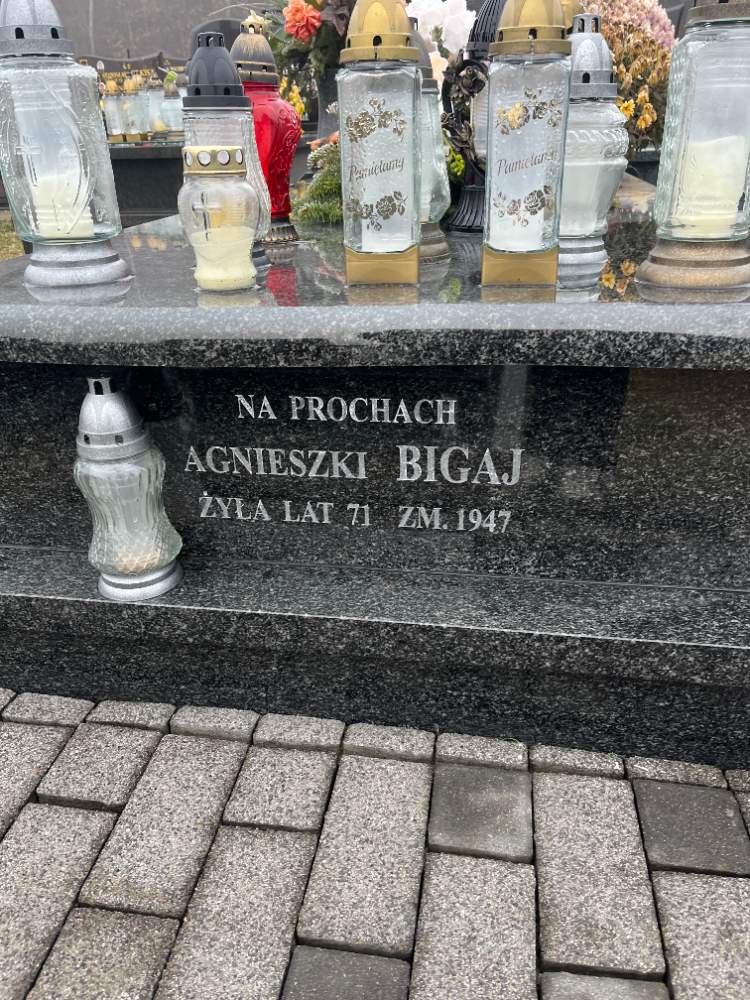 Pamiętamy
Pamiętamy
NA PROCHACH
AGNIESZKI BIGAJ
ŻYŁA LAT 71 ZM. 1947